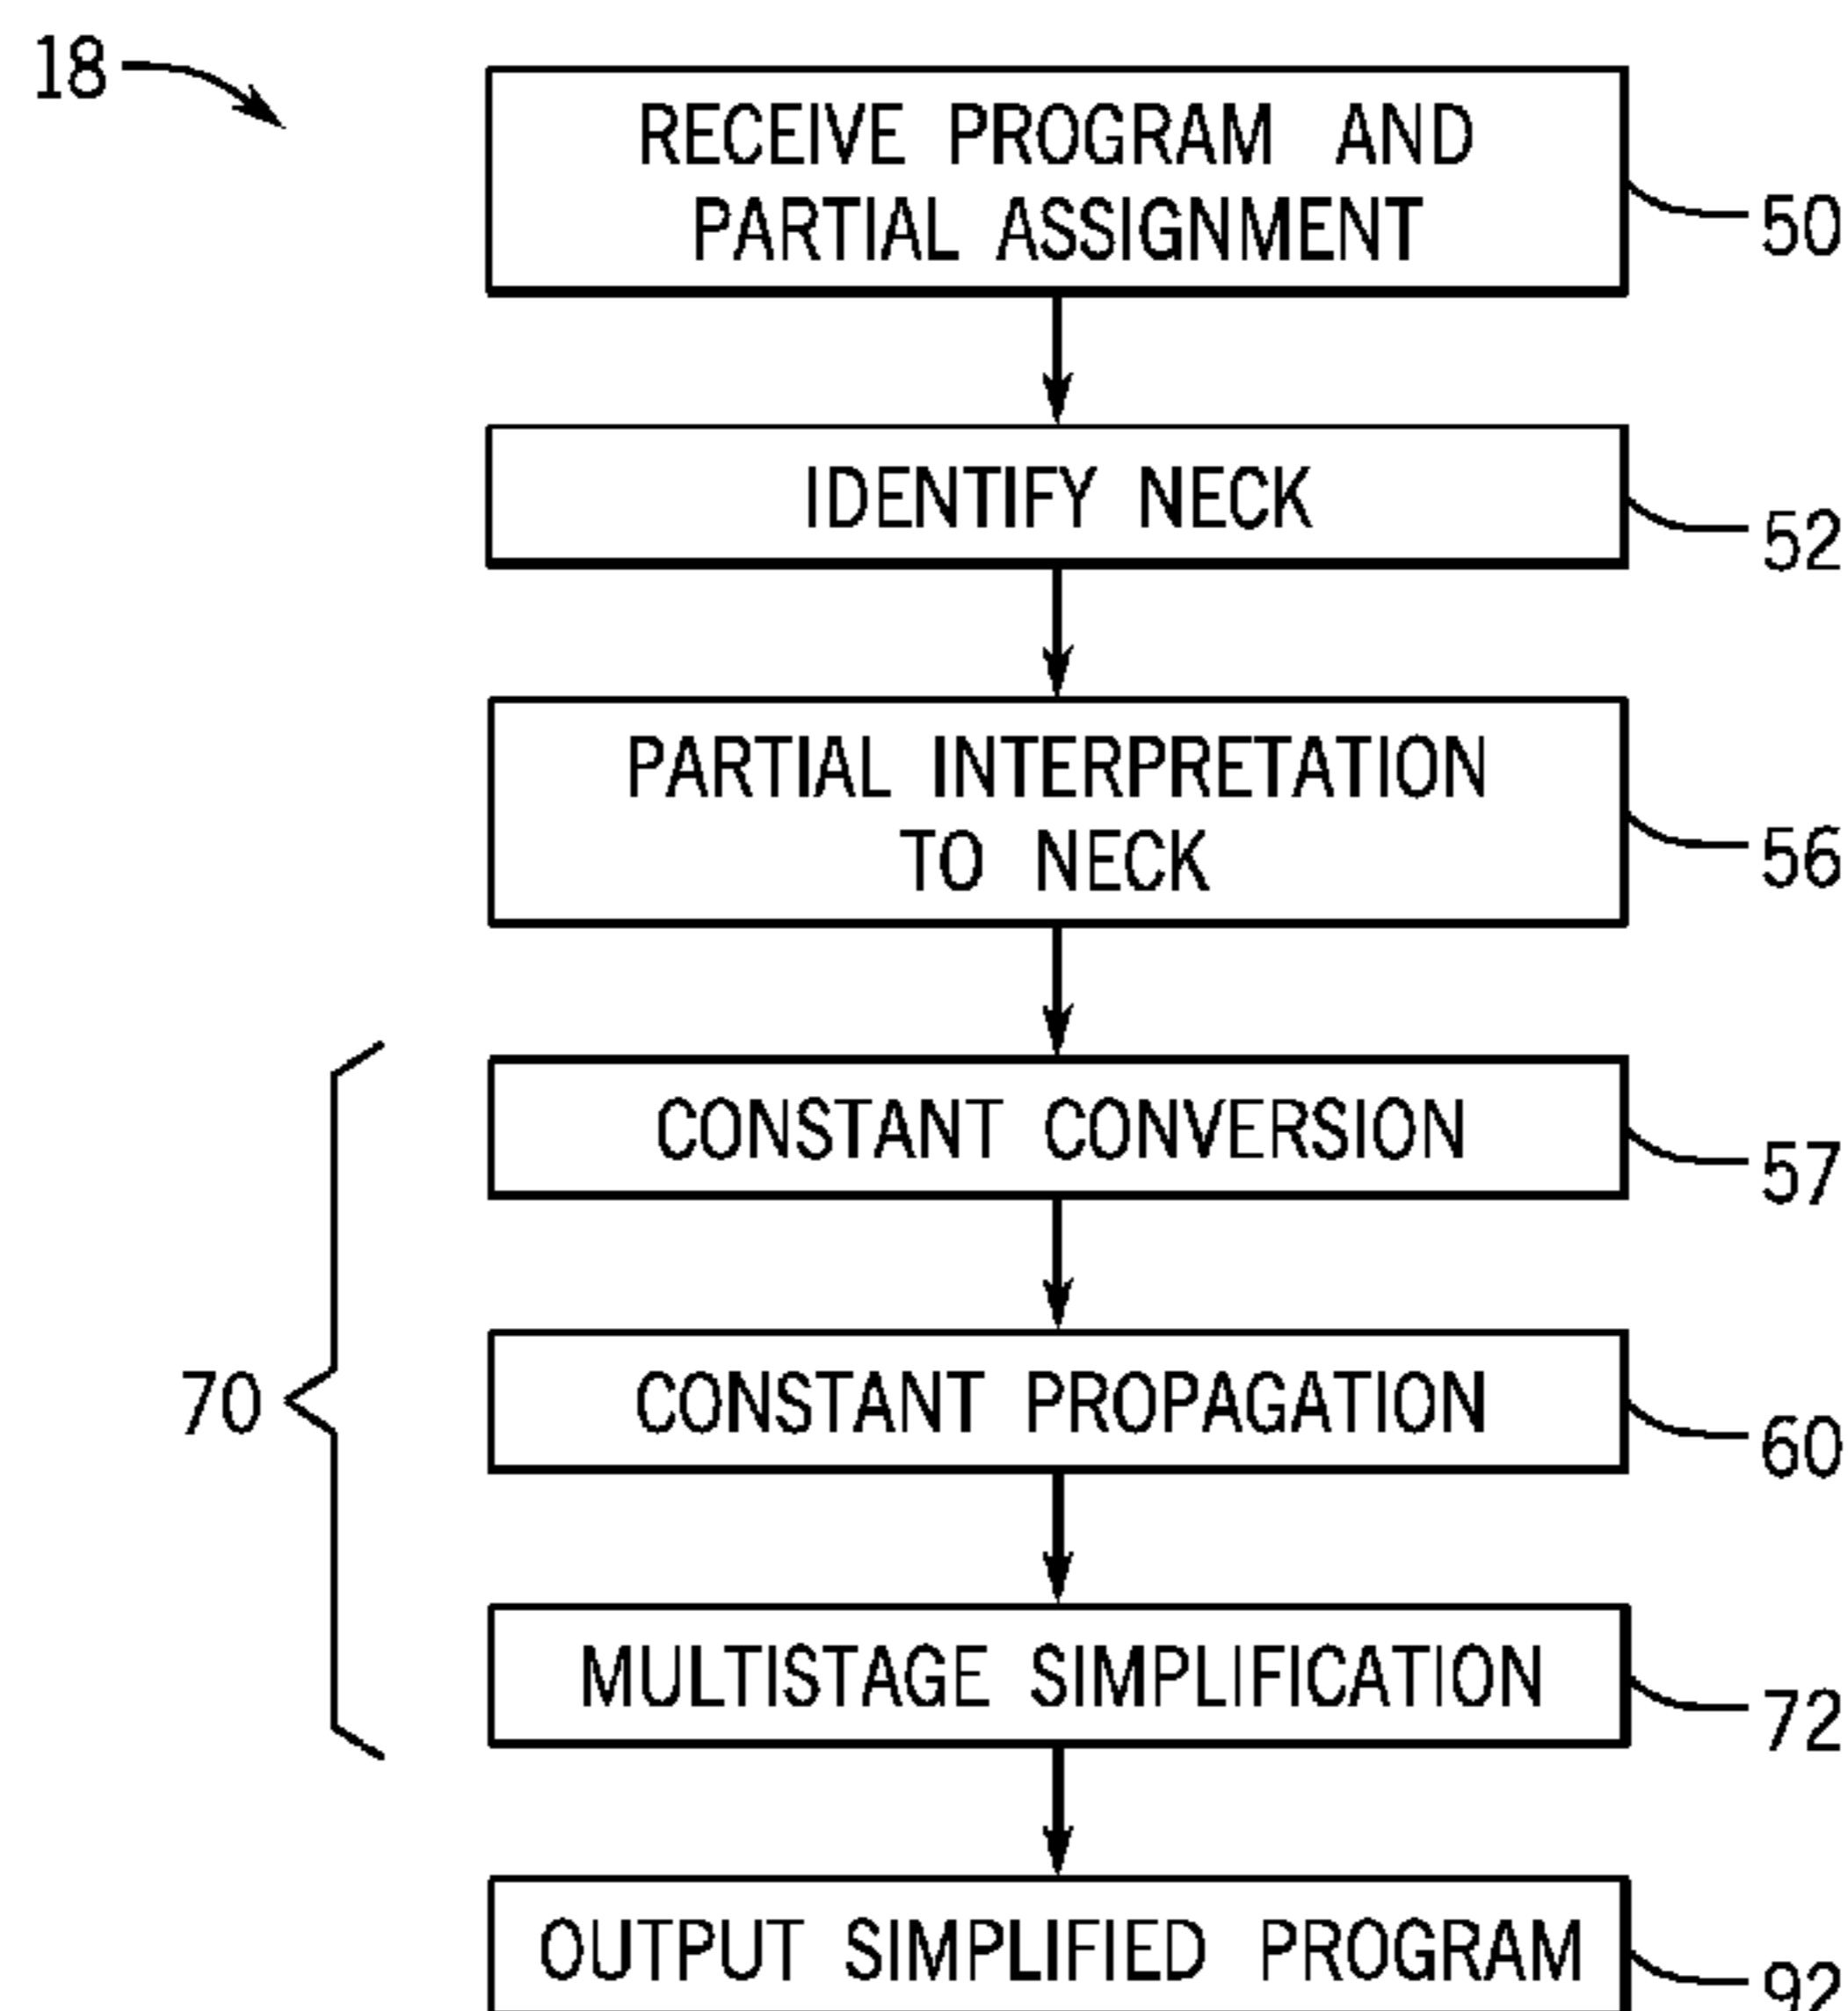 18
RECEIVE PROGRAM AND
PARTIAL ASSIGNMENT
50
IDENTIFY NECK
52
PARTIAL INTERPRETATION
TO NECK
56
CONSTANT CONVERSION
57
70
CONSTANT PROPAGATION
60
MULTISTAGE SIMPLIFICATION
72
OUTPUT SIMPLIFIED PROGRAM
92